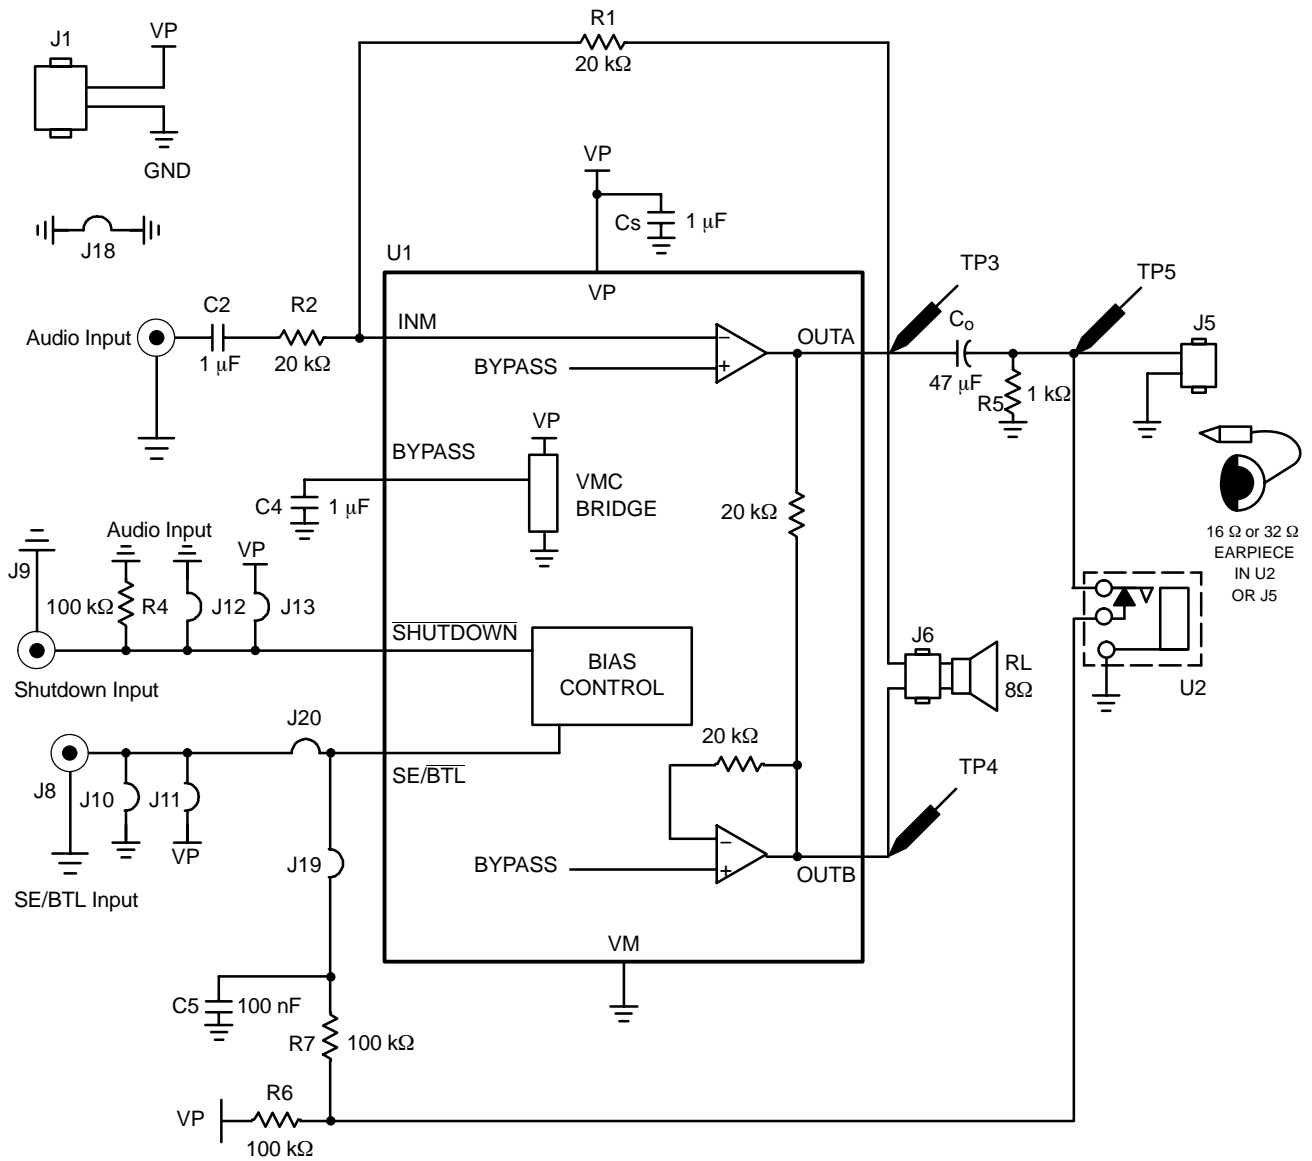 J1
VP
GND
J18
R1
20 kΩ
VP
Cs
1 μF
U1
VP
Audio Input
C2
1 μF
R2
20 kΩ
INM
BYPASS
−
+
OUTA
TP3
Co
47 μF
R5
1 kΩ
TP5
J5
BYPASS
C4
1 μF
VP
VMC
BRIDGE
20 kΩ
16 Ω or 32 Ω
EARPIECE
IN U2
OR J5
J9
Audio Input
100 kΩ
R4
J12
VP
J13
SHUTDOWN
Shutdown Input
BIAS
CONTROL
J6
RL
8Ω
U2
J8
J10
J11
VP
J20
SE/BTL
SE/BTL Input
J19
20 kΩ
BYPASS
−
+
OUTB
TP4
VM
C5
100 nF
R7
100 kΩ
VP
R6
100 kΩ